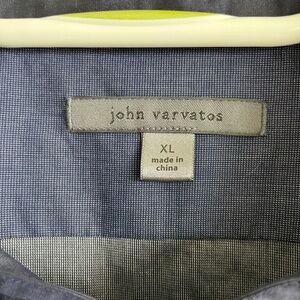 john varvatos
XL
made in
china